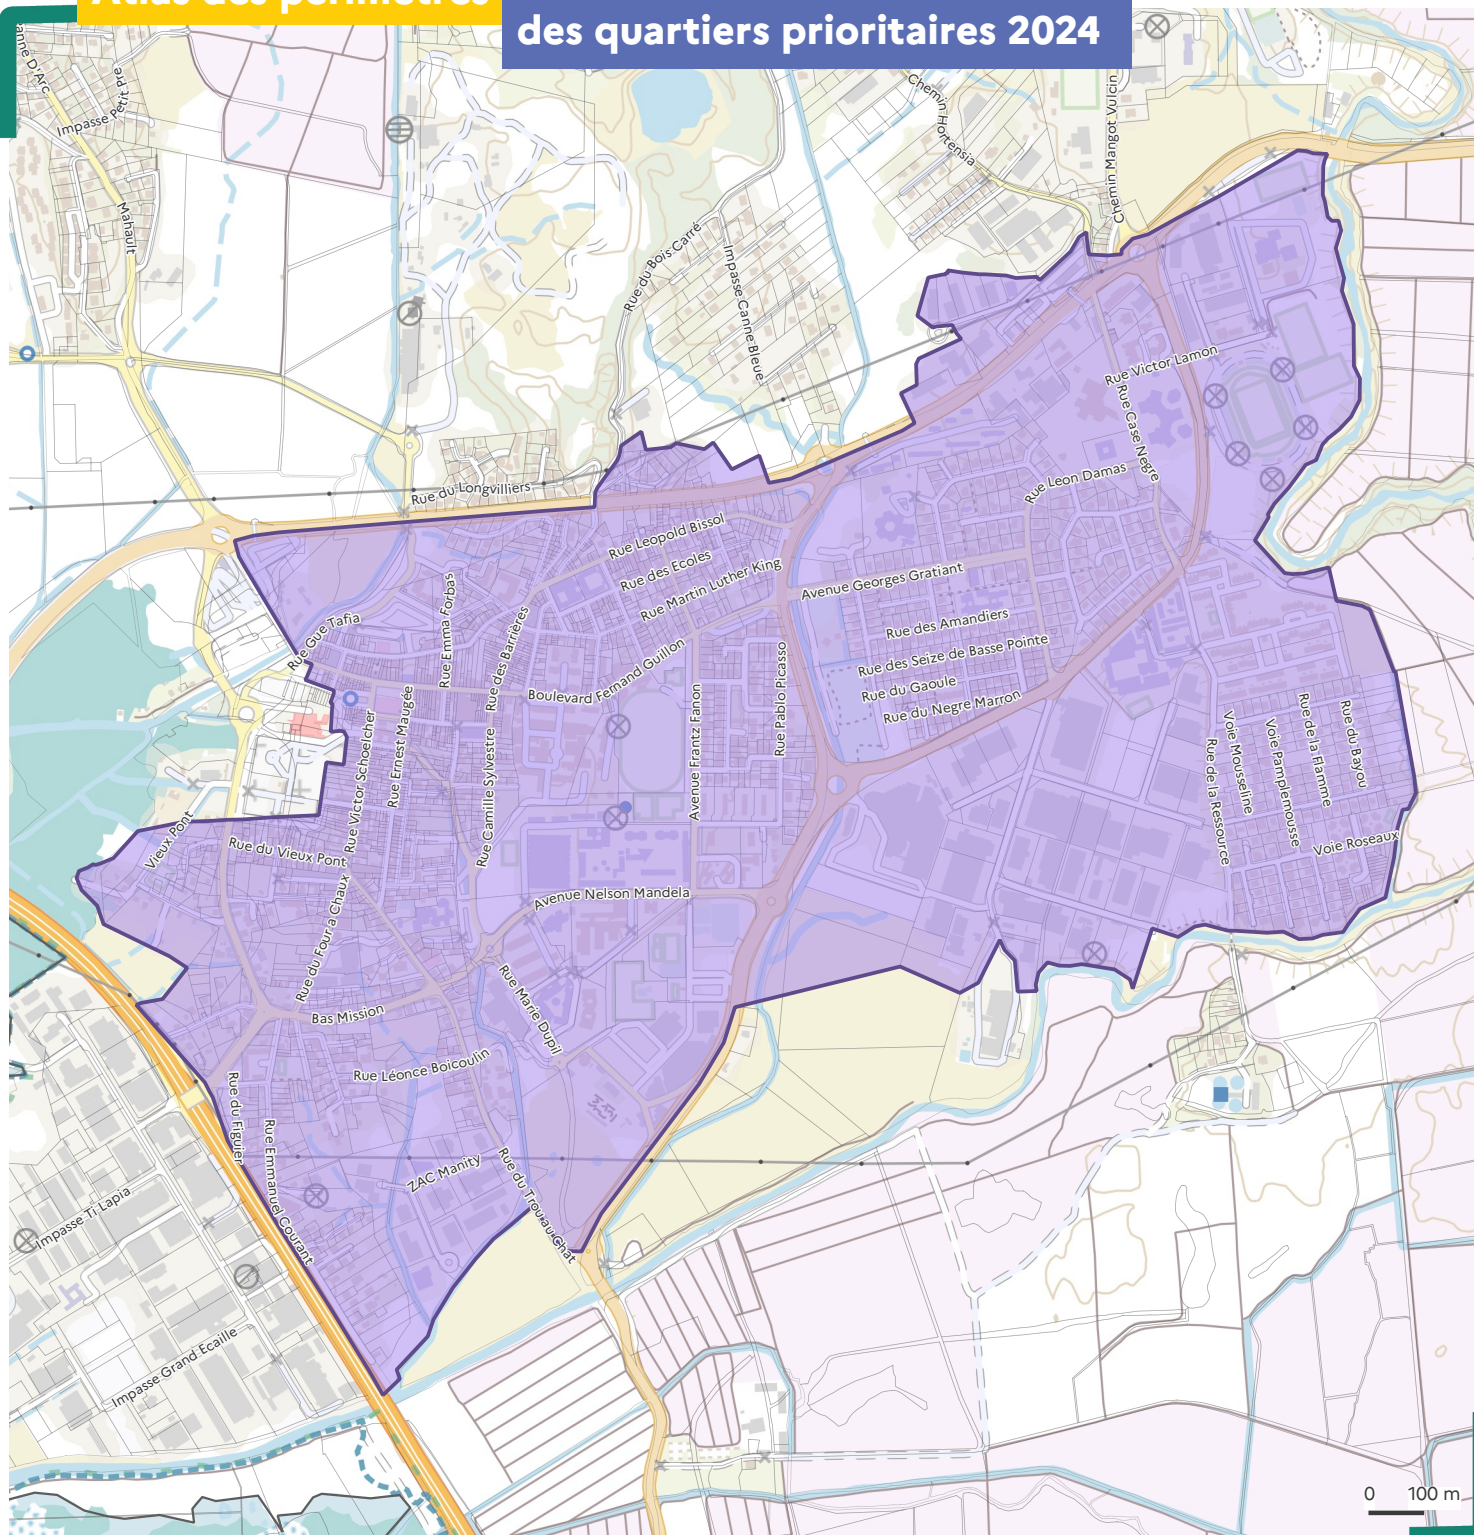 Atlas des périmètres
des quartiers prioritaires 2024
Impasse Petit Pré
Mahault
Chemin Hortensia
Chemin Mangot Vulcin
Rue du Bois Carré
Impasse Canne Bleue
Rue Victor Lamon
Rue Case Negre
Rue Leon Damas
Rue du Longvilliers
Rue Leopold Bissol
Rue des Ecoles
Rue Martin Luther King
Avenue Georges Gratiant
Rue Gue Tafia
Rue Emma Forbas
Rue des Barrières
Rue des Amandiers
Rue des Seize de Basse Pointe
Rue du Gaoule
Rue du Negre Marron
Boulevard Fernand Guillon
Rue Pablo Picasso
Avenue Frantz Fanon
Rue Ernest Maugée
Rue Victor Schoelcher
Rue Camille Sylvestre
Voie Mousseline
Voie Pamplemousse
Rue de la Flamme
Rue du Bayou
Rue de la Ressource
Voie Roseaux
Vieux Pont
Rue du Vieux Pont
Avenue Nelson Mandela
Rue du Four a Chaux
Bas Mission
Rue Marie Dupil
Rue Léonce Boicoulin
Rue du Figuier
Rue Emmanuel Courant
ZAC Manity
Rue du Trou au Chat
Impasse Ti Lapia
Impasse Grand Ecaille
0 100 m